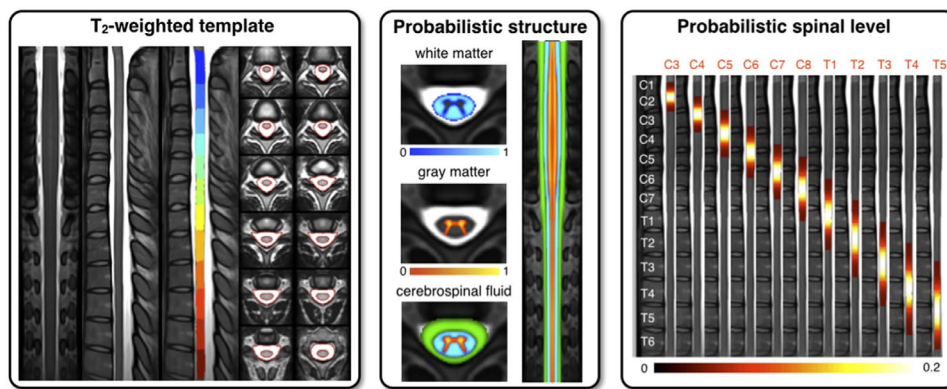 T2-weighted template
Probabilistic structure
white matter
0 1
gray matter
0 1
cerebrospinal fluid
Probabilistic spinal level
C3 C4 C5 C6 C7 C8 T1 T2 T3 T4 T5
C1
C2
C3
C4
C5
C6
C7
T1
T2
T3
T4
T5
T6
0 0.2